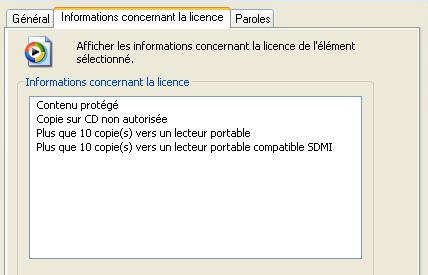 Général Informations concernant la licence Paroles
Afficher les informations concernant la licence de l'élément
sélectionné.
Informations concernant la licence
Contenu protégé
Copie sur CD non autorisée
Plus que 10 copie(s) vers un lecteur portable
Plus que 10 copie(s) vers un lecteur portable compatible SDMI